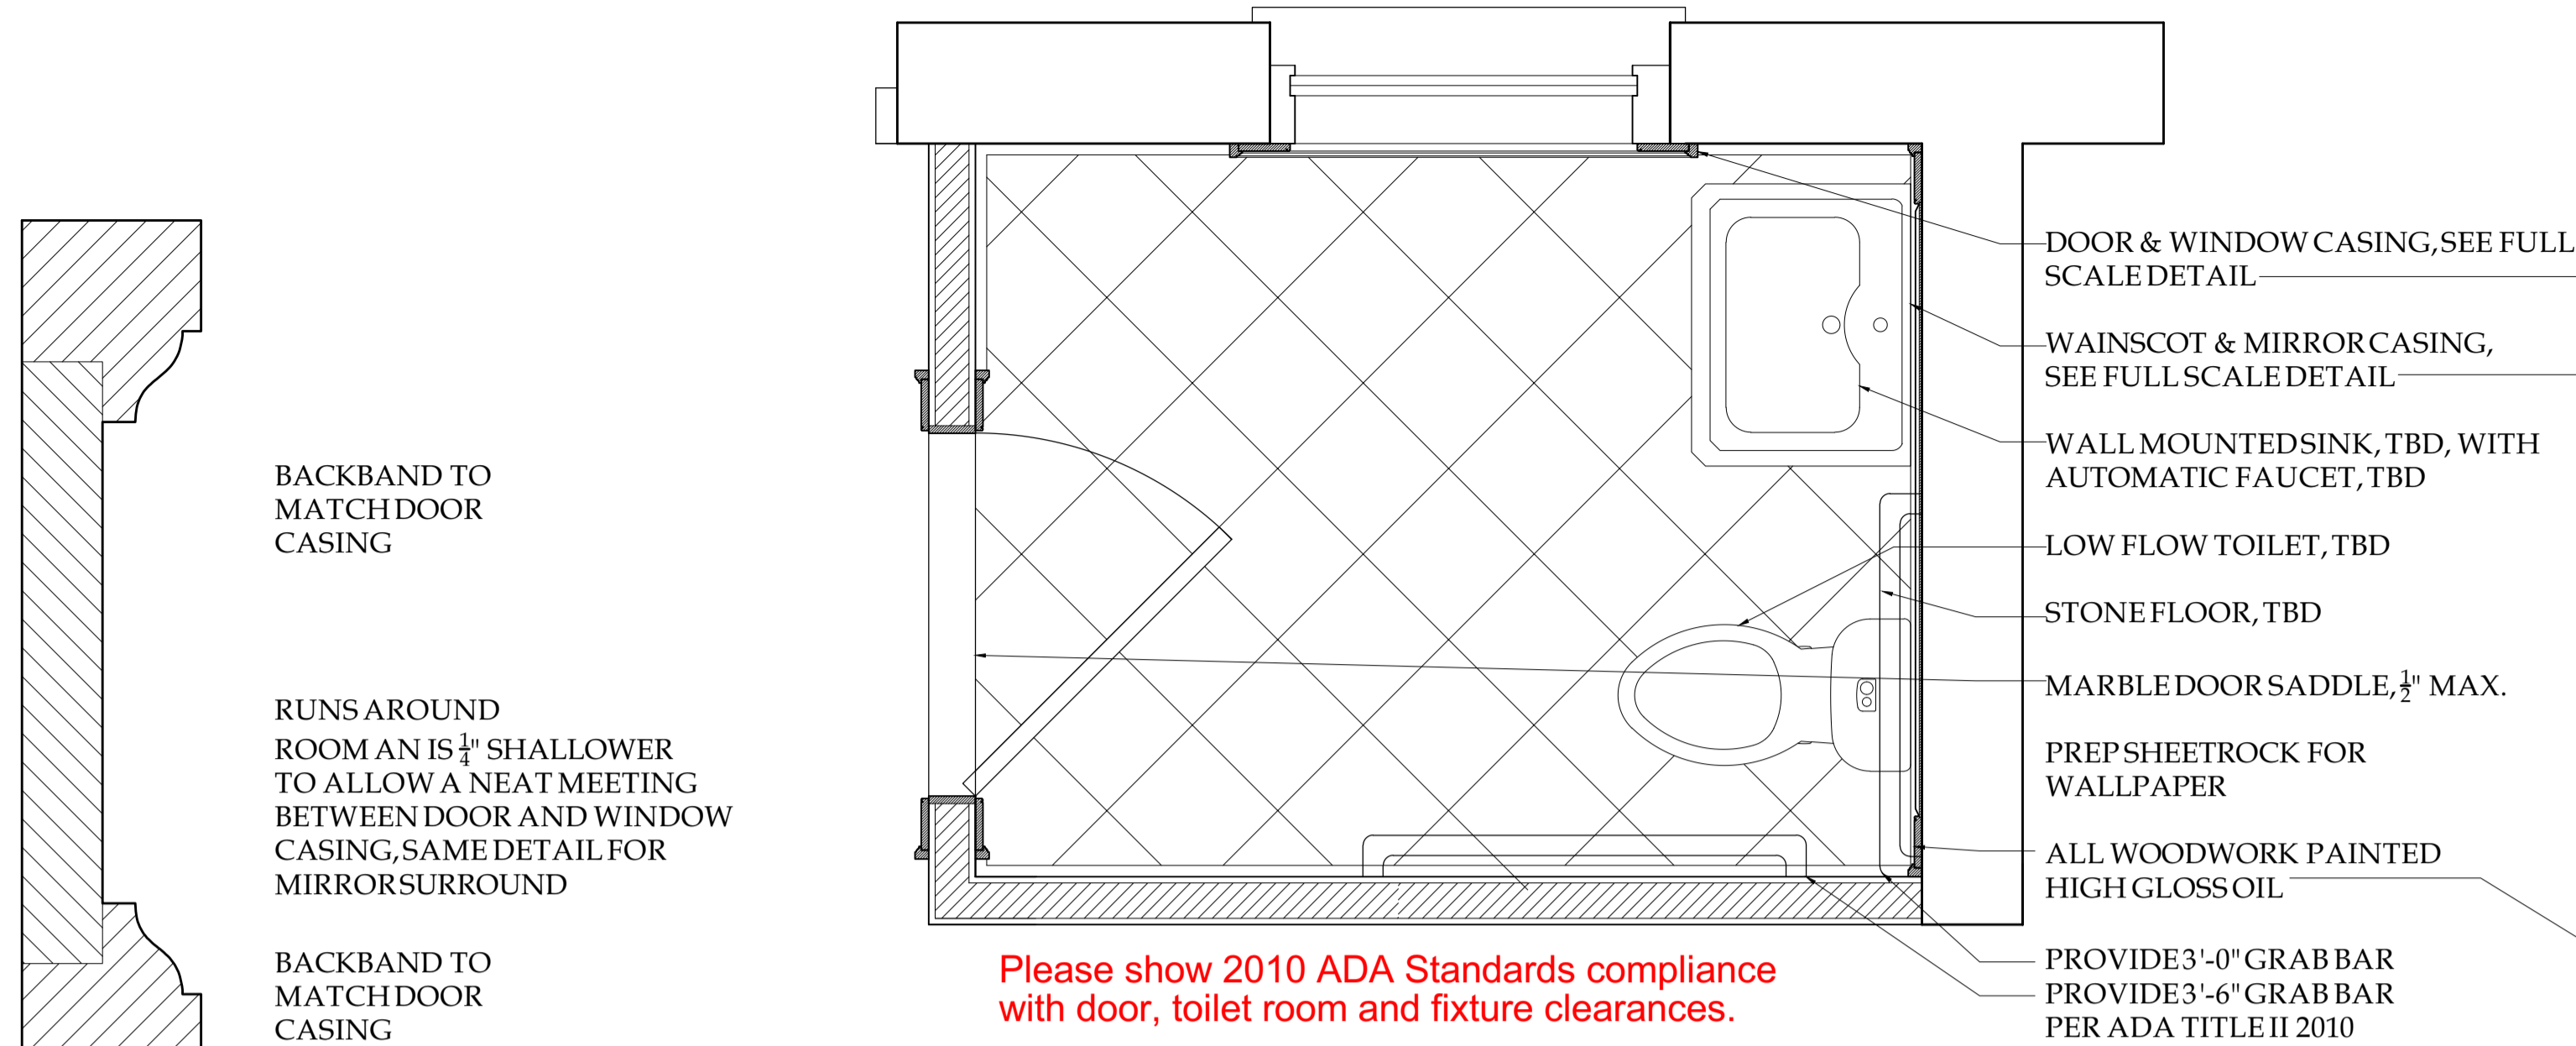 BACKBAND TO
MATCH DOOR
CASING
RUNS AROUND
ROOM AN IS 1/4" SHALLOWER
TO ALLOW A NEAT MEETING
BETWEEN DOOR AND WINDOW
CASING, SAME DETAIL FOR
MIRROR SURROUND
BACKBAND TO
MATCH DOOR
CASING
DOOR & WINDOW CASING, SEE FULL
SCALE DETAIL
WAINSCOT & MIRROR CASING,
SEE FULL SCALE DETAIL
WALL MOUNTED SINK, TBD, WITH
AUTOMATIC FAUCET, TBD
LOW FLOW TOILET, TBD
STONE FLOOR, TBD
MARBLE DOOR SADDLE, 1/2" MAX.
PREP SHEETROCK FOR
WALLPAPER
ALL WOODWORK PAINTED
HIGH GLOSS OIL
PROVIDE 3'-0" GRAB BAR
PROVIDE 3'-6" GRAB BAR
PER ADA TITLE II 2010
Please show 2010 ADA Standards compliance
with door, toilet room and fixture clearances.